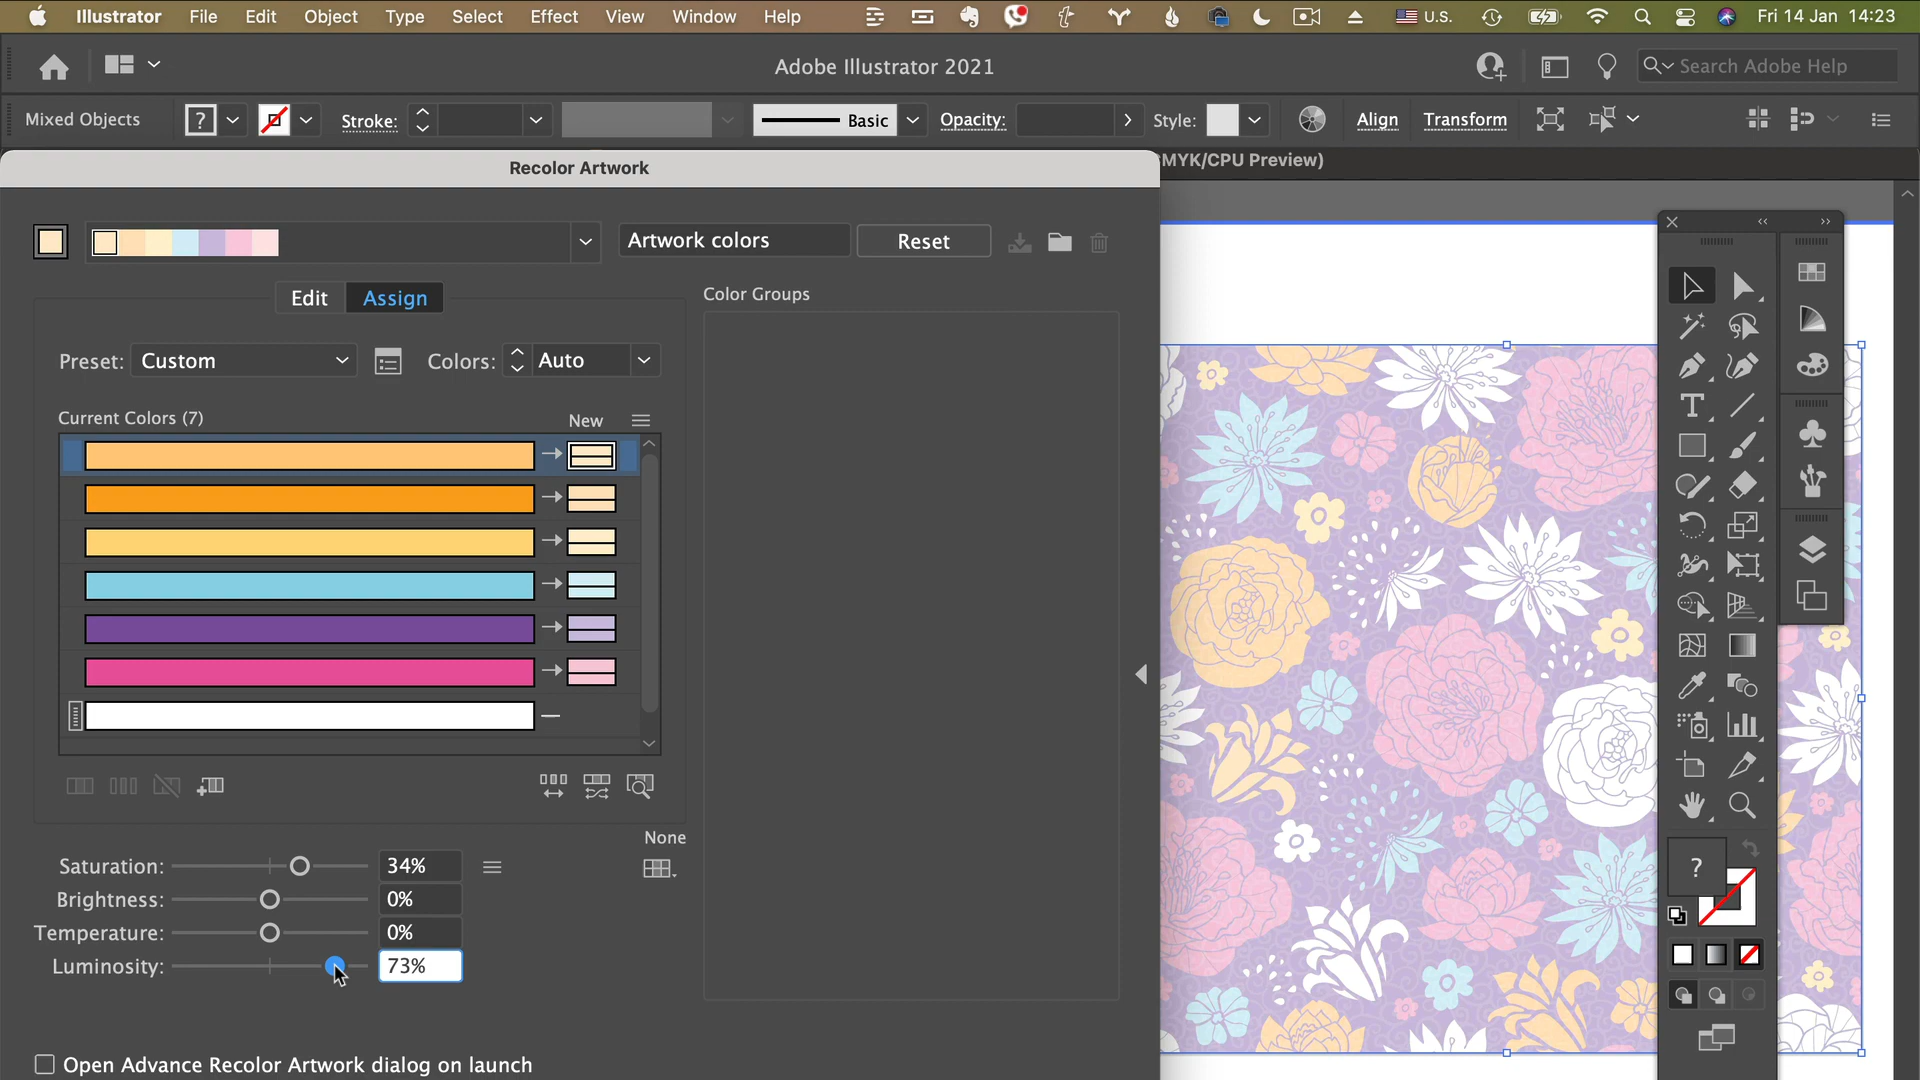 Illustrator File Edit Object Type Select Effect View Window Help U.S. Fri 14 Jan 14:23
Adobe Illustrator 2021 Search Adobe Help
Mixed Objects ? Stroke: Basic Opacity: Style: Align Transform
Recolor Artwork MYK/CPU Preview)
Artwork colors Reset
Edit Assign Color Groups
Preset: Custom Colors: Auto
Current Colors (7) New
None
Saturation: 34%
Brightness: 0%
Temperature: 0%
Luminosity: 73%
?
Open Advance Recolor Artwork dialog on launch